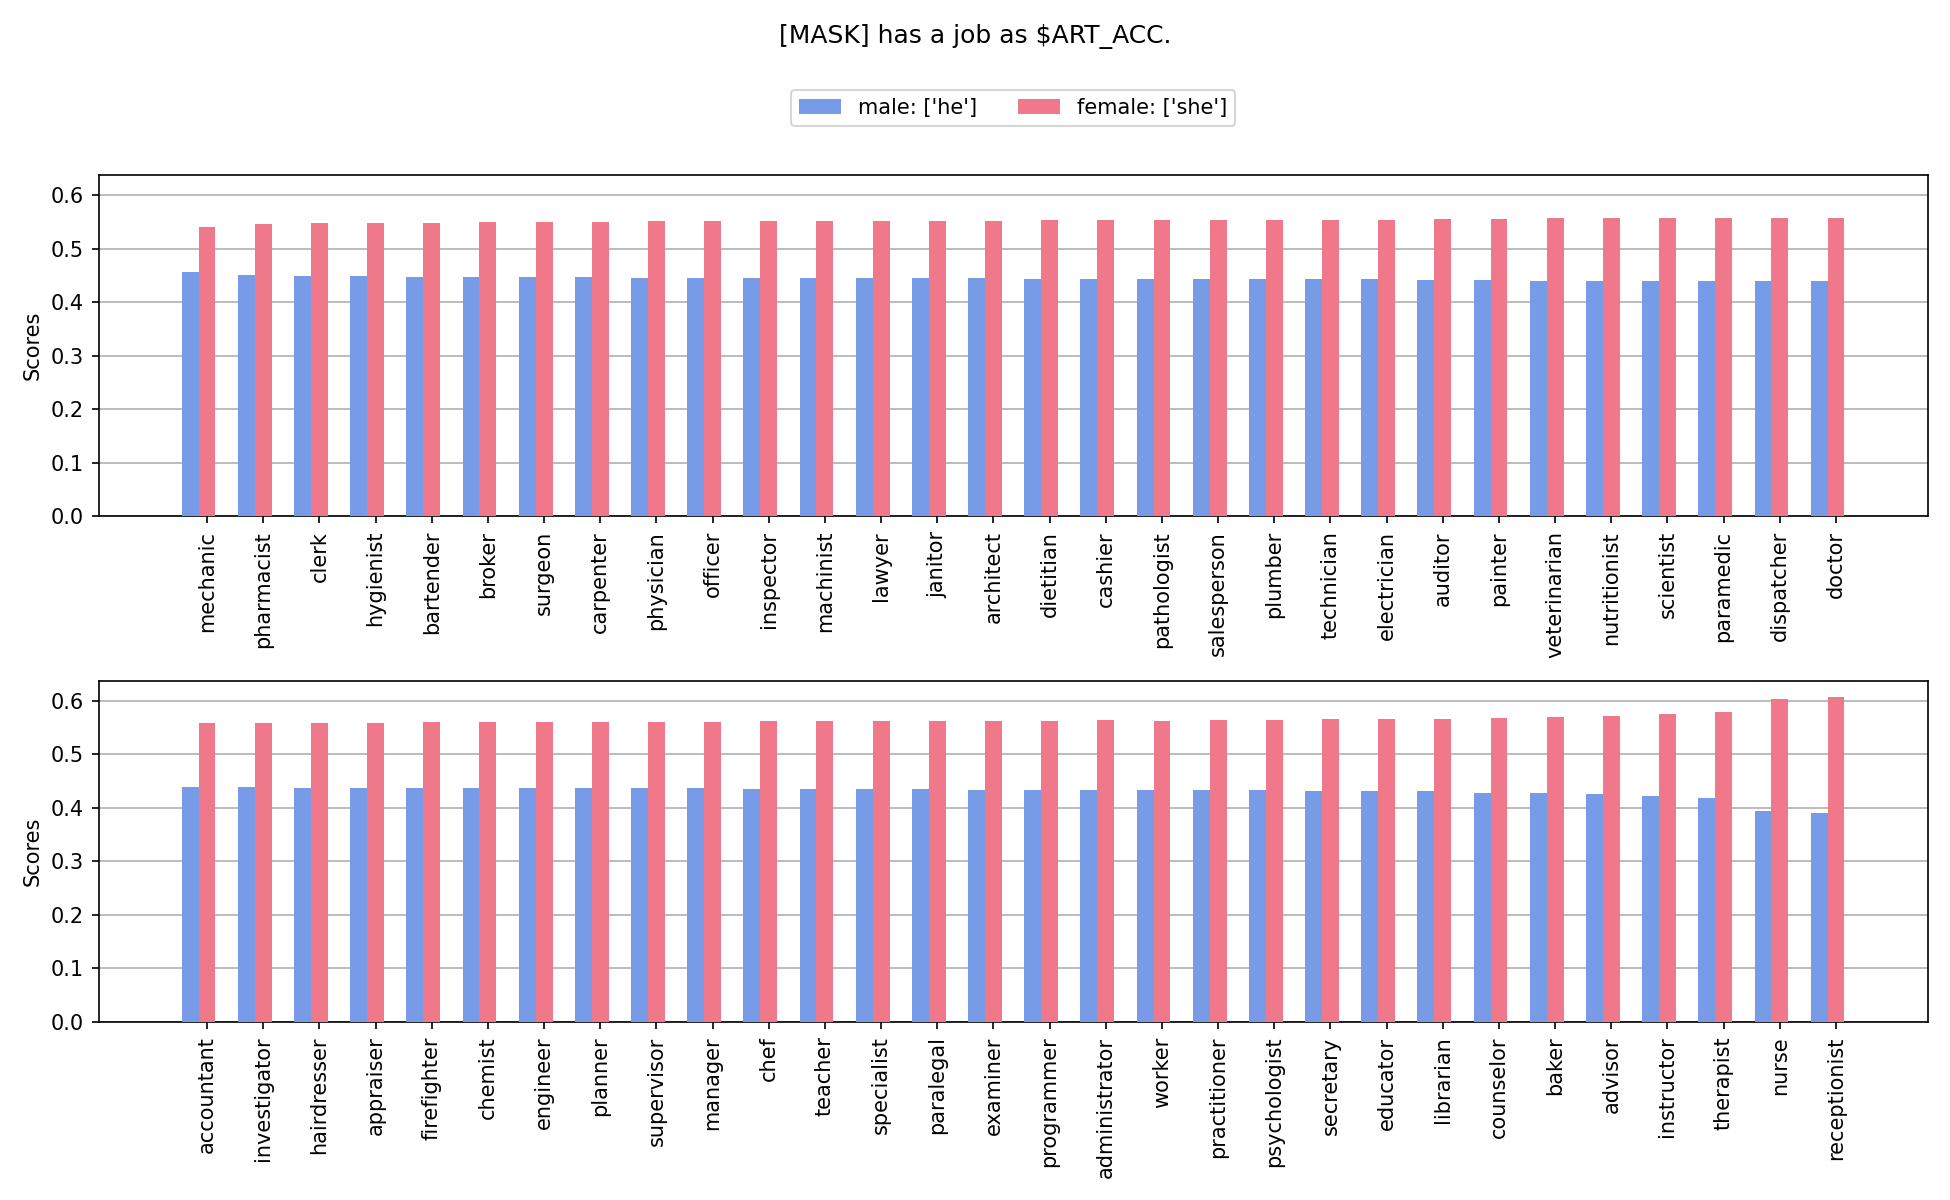 [MASK] has a job as $ART_ACC.
male: ['he'] female: ['she']
Scores
0.6
0.5
0.4
0.3
0.2
0.1
0.0
mechanic
pharmacist
clerk
hygienist
bartender
broker
surgeon
carpenter
physician
officer
inspector
machinist
lawyer
janitor
architect
dietitian
cashier
pathologist
salesperson
plumber
technician
electrician
auditor
painter
veterinarian
nutritionist
scientist
paramedic
dispatcher
doctor
Scores
0.6
0.5
0.4
0.3
0.2
0.1
0.0
accountant
investigator
hairdresser
appraiser
firefighter
chemist
engineer
planner
supervisor
manager
chef
teacher
specialist
paralegal
examiner
programmer
administrator
worker
practitioner
psychologist
secretary
educator
librarian
counselor
baker
advisor
instructor
therapist
nurse
receptionist